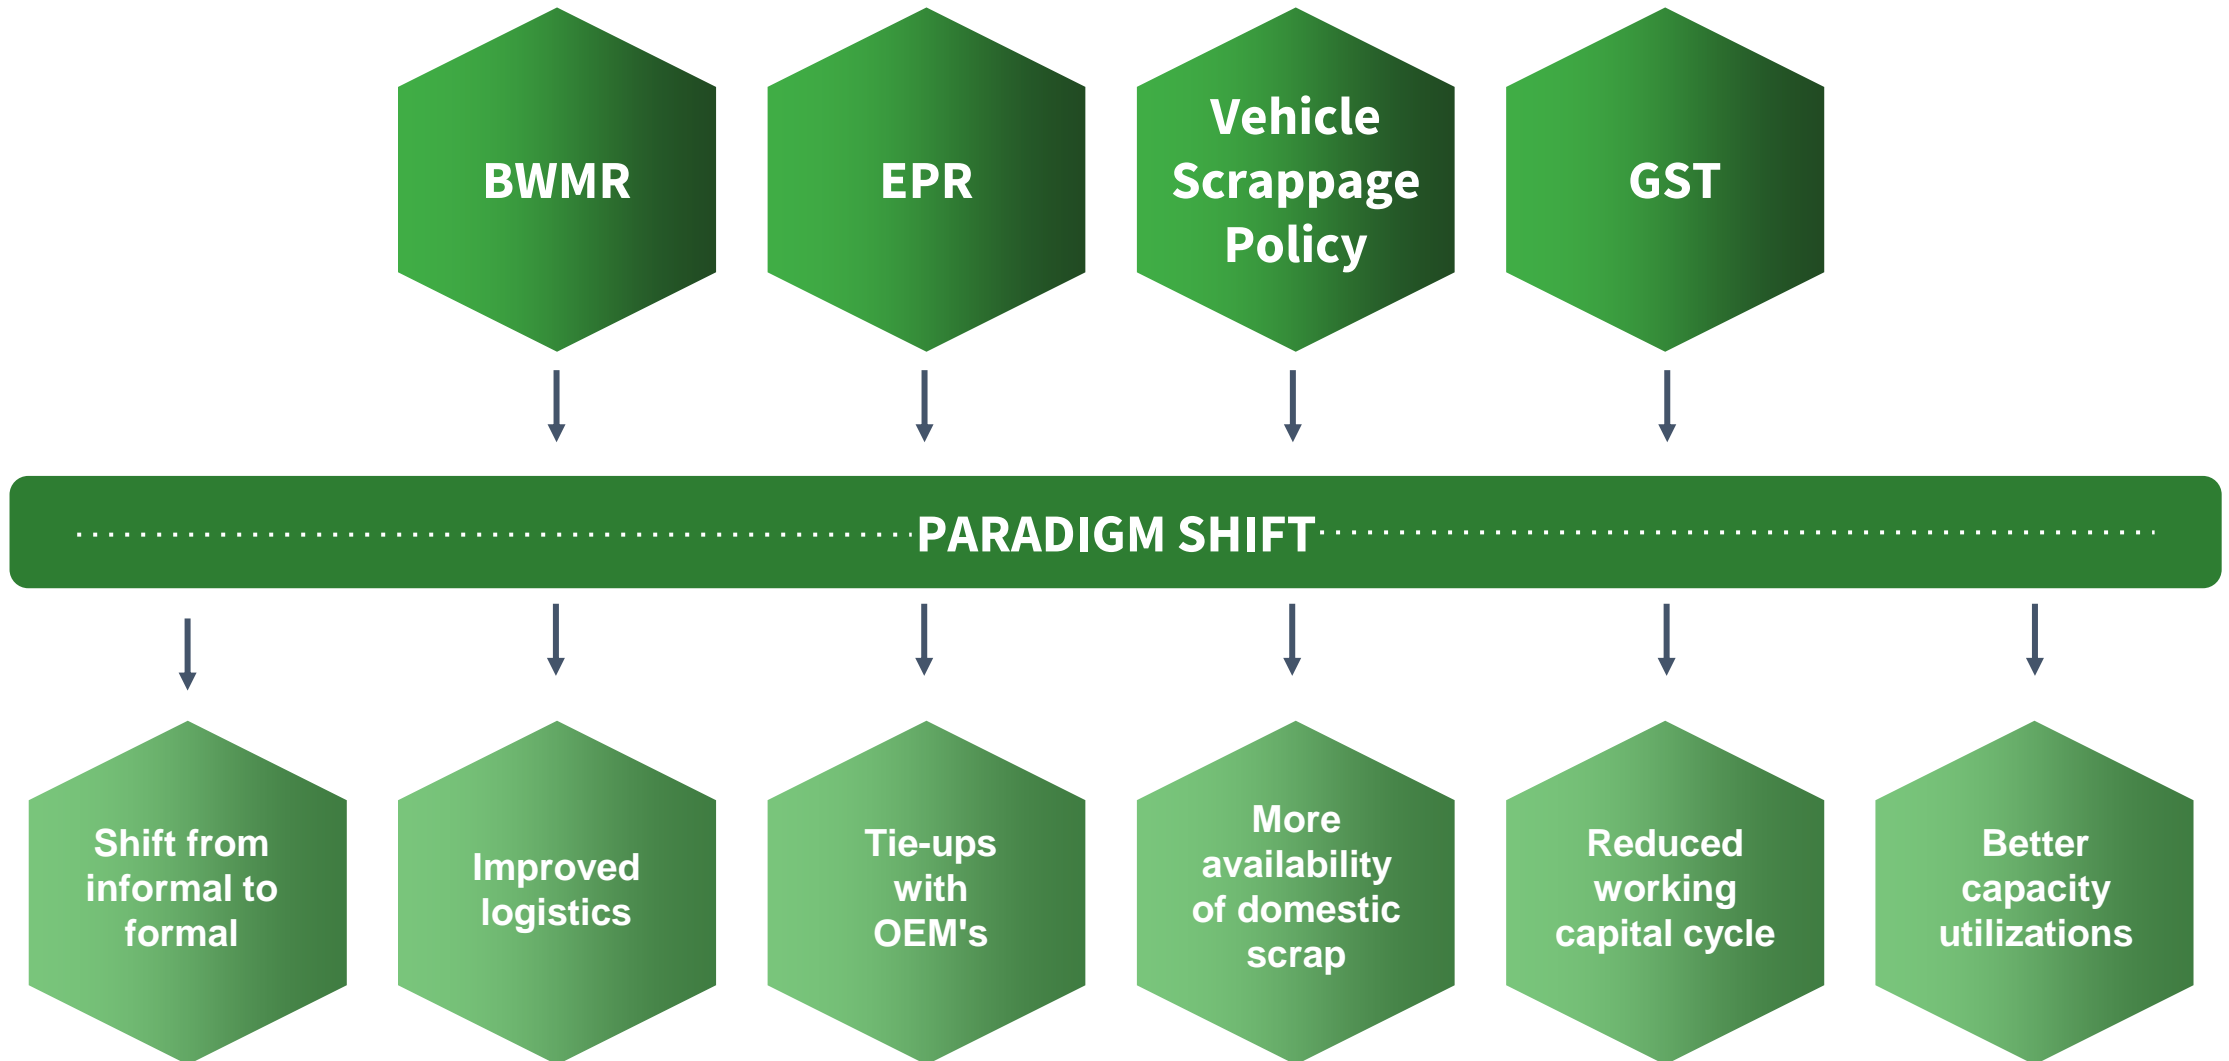 BWMR
EPR
Vehicle
Scrappage
Policy
GST
PARADIGM SHIFT
Shift from
informal to
formal
Improved
logistics
Tie-ups
with
OEM's
More
availability
of domestic
scrap
Reduced
working
capital cycle
Better
capacity
utilizations